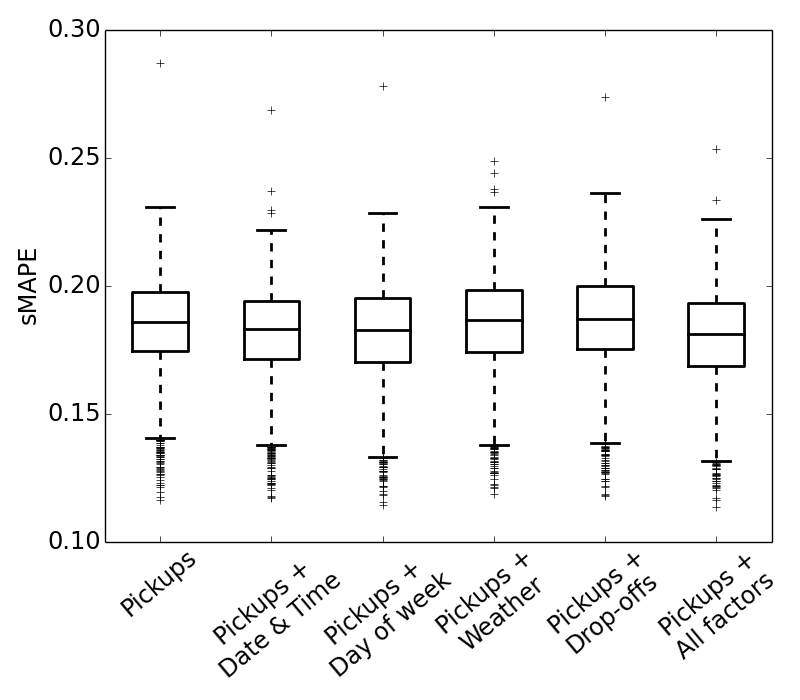 0.30
0.25
0.20
0.15
0.10
sMAPE
Pickups
Pickups +
Date & Time
Pickups +
Day of week
Pickups +
Weather
Pickups +
Drop-offs
Pickups +
All factors